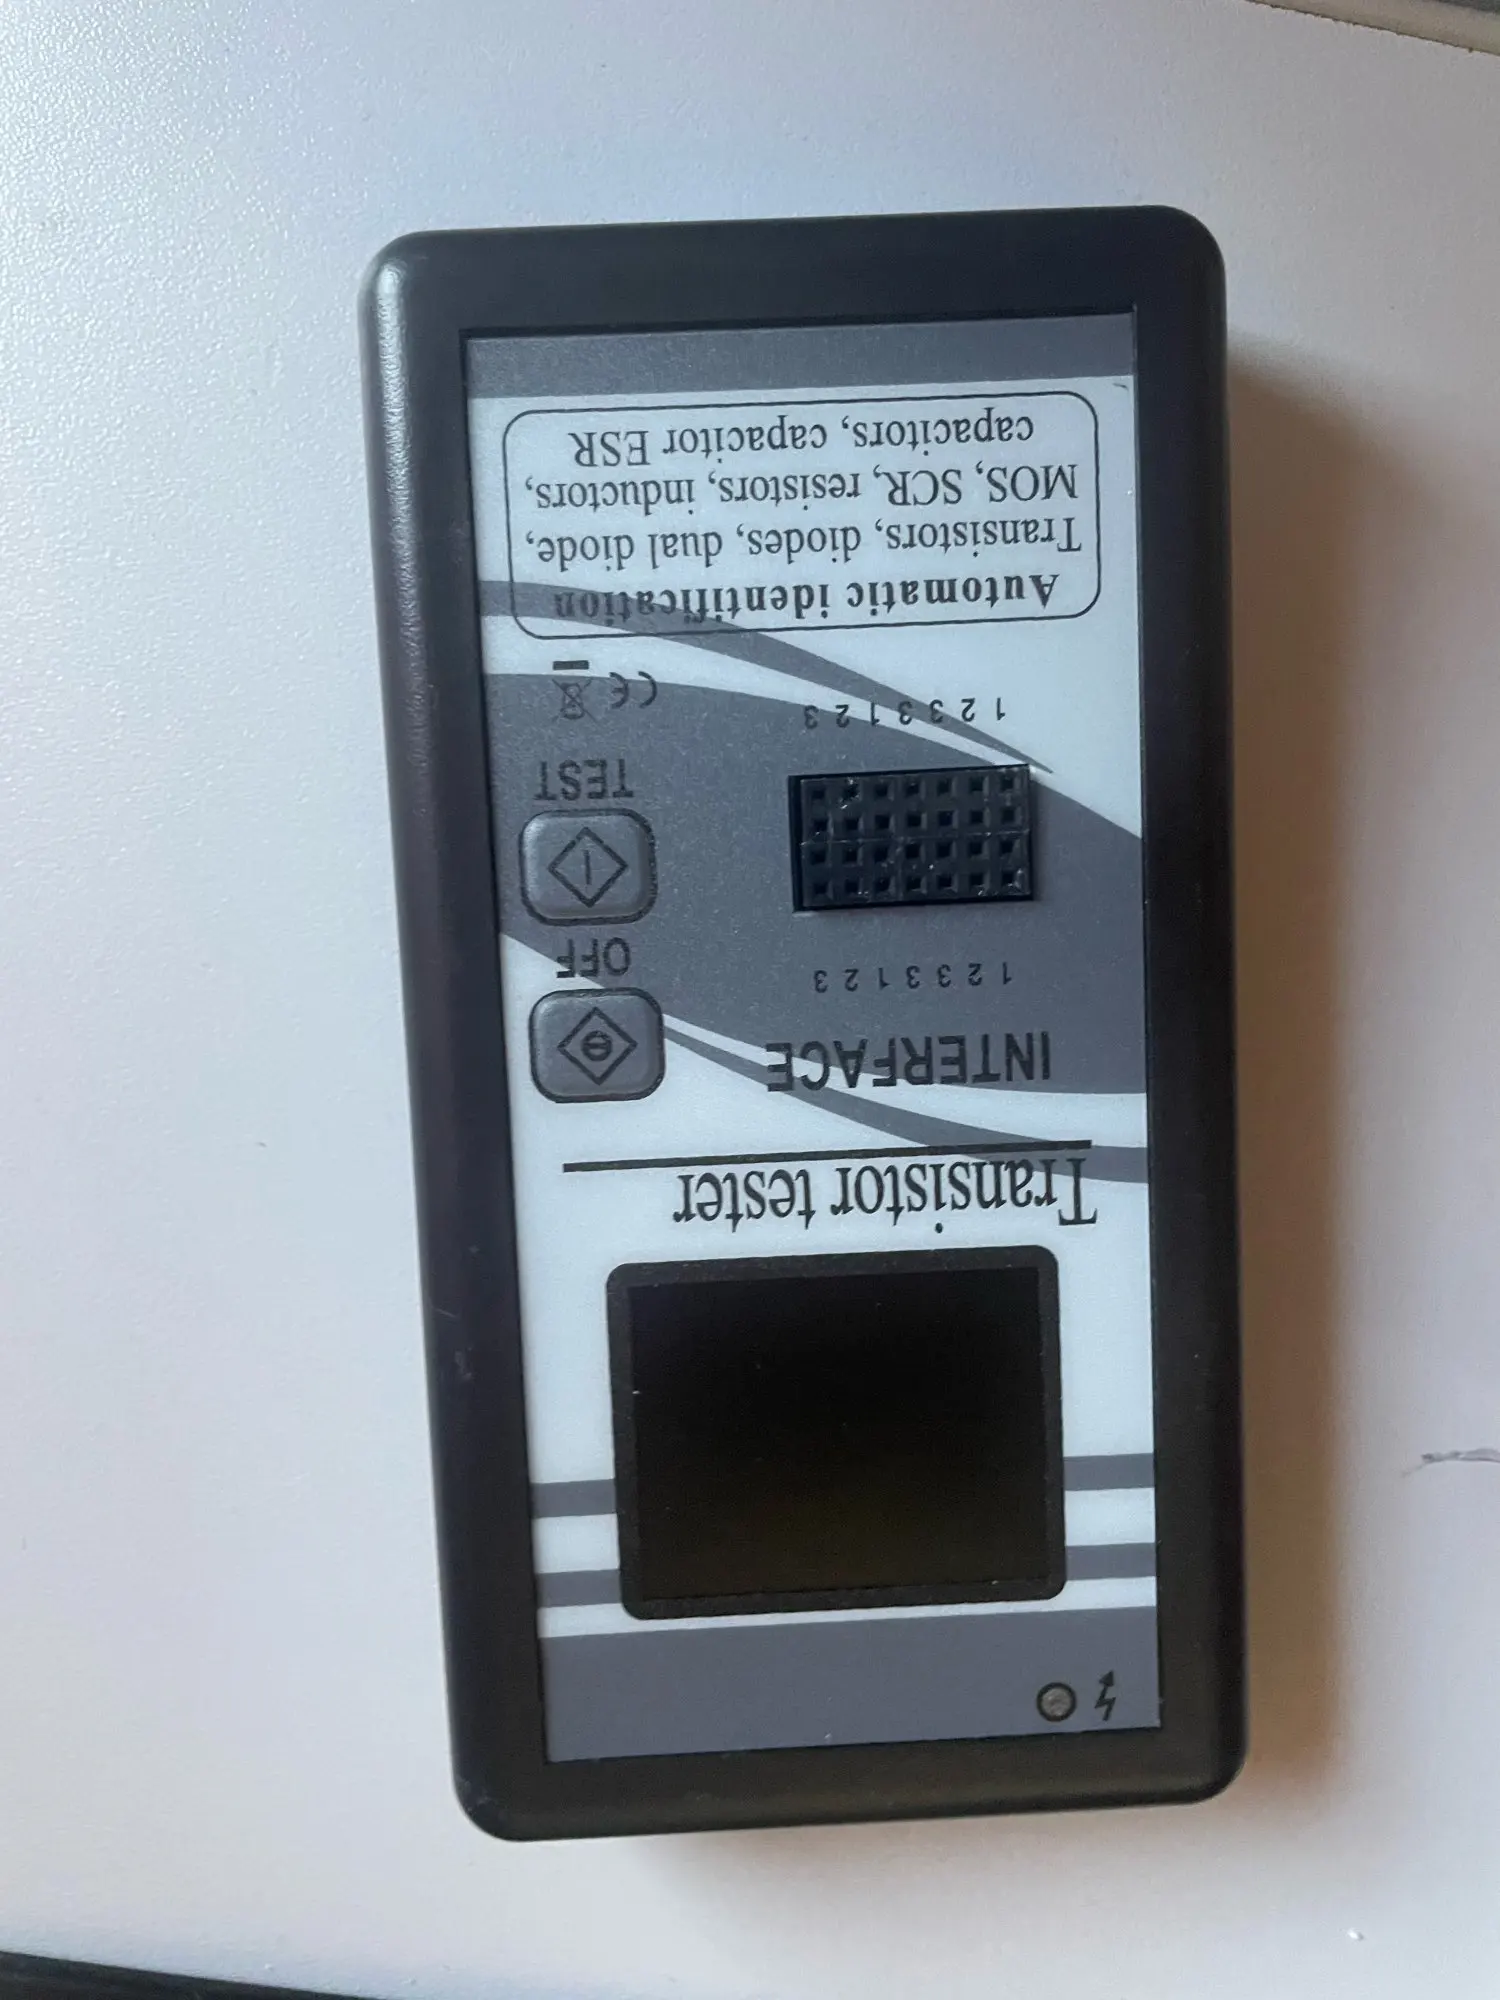 Transistor tester
INTERFACE
1 2 3 3 1 2 3
OFF
TEST
1 2 3 3 1 2 3
CE
Automatic identification
Transistors, diodes, dual diode,
MOS, SCR, resistors, inductors,
capacitors, capacitor ESR